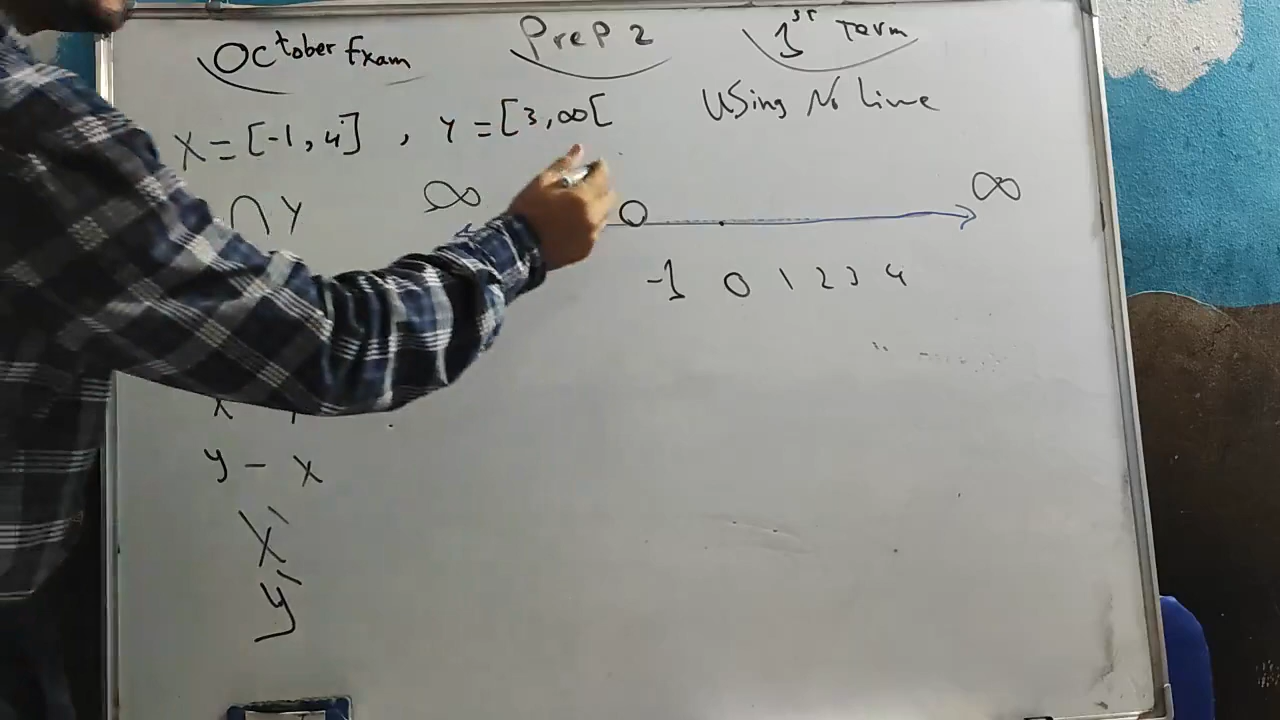 October Exam Prep 2 1st Term
X = [-1, 4] , Y = [3, ∞[ Using No Line
∩ Y
∞ ∞
-1 0 1 2 3 4
y - x
X'
y'